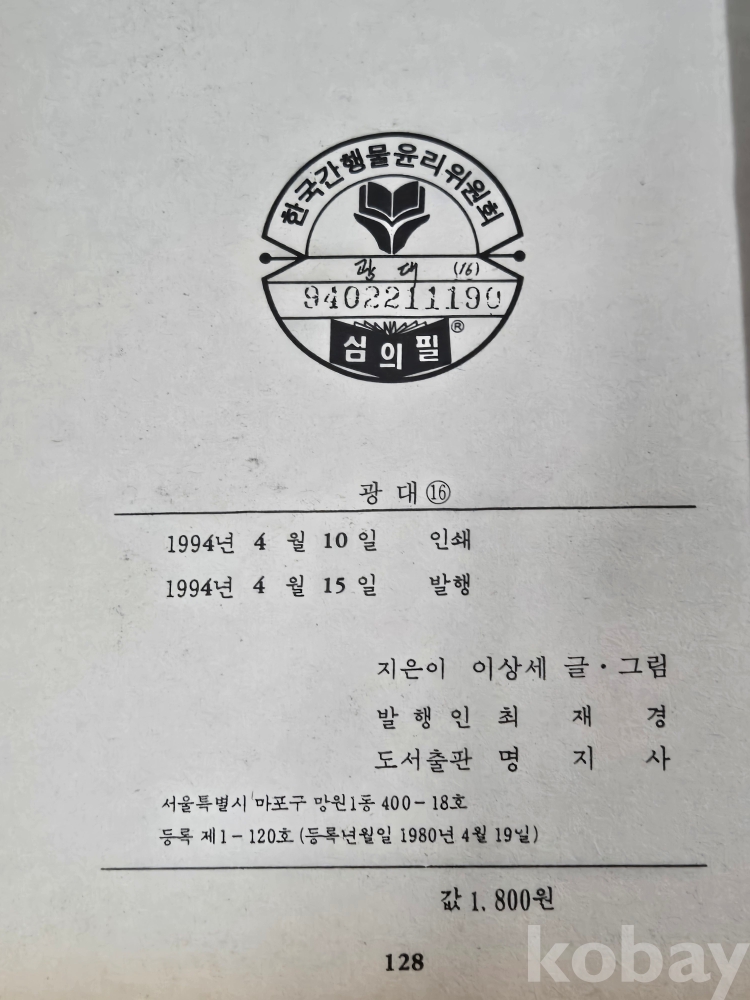 한국간행물윤리위원회
광대 (16)
9402211190
심의필 ®
광대 ⑯
1994년 4월 10일 인쇄
1994년 4월 15일 발행
지은이 이상세 글·그림
발행인 최재경
도서출판 명지사
서울특별시 마포구 망원1동 400-18호
등록 제1-120호 (등록년월일 1980년 4월 19일)
값 1,800원
128
kobay